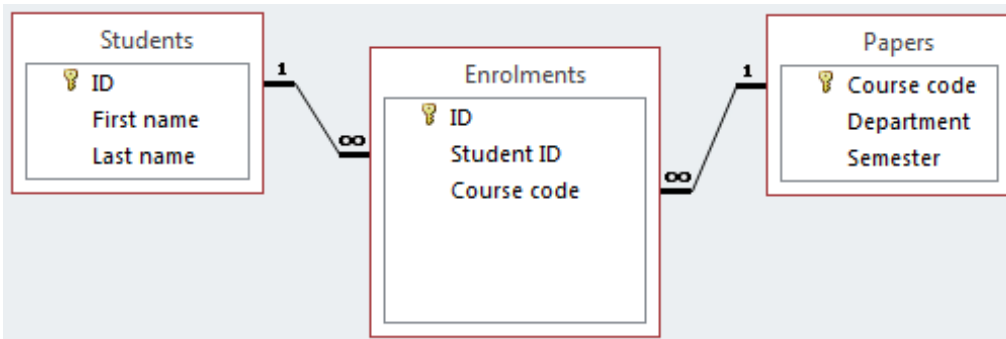 Students
ID
First name
Last name
1
∞
Enrolments
ID
Student ID
Course code
∞
1
Papers
Course code
Department
Semester